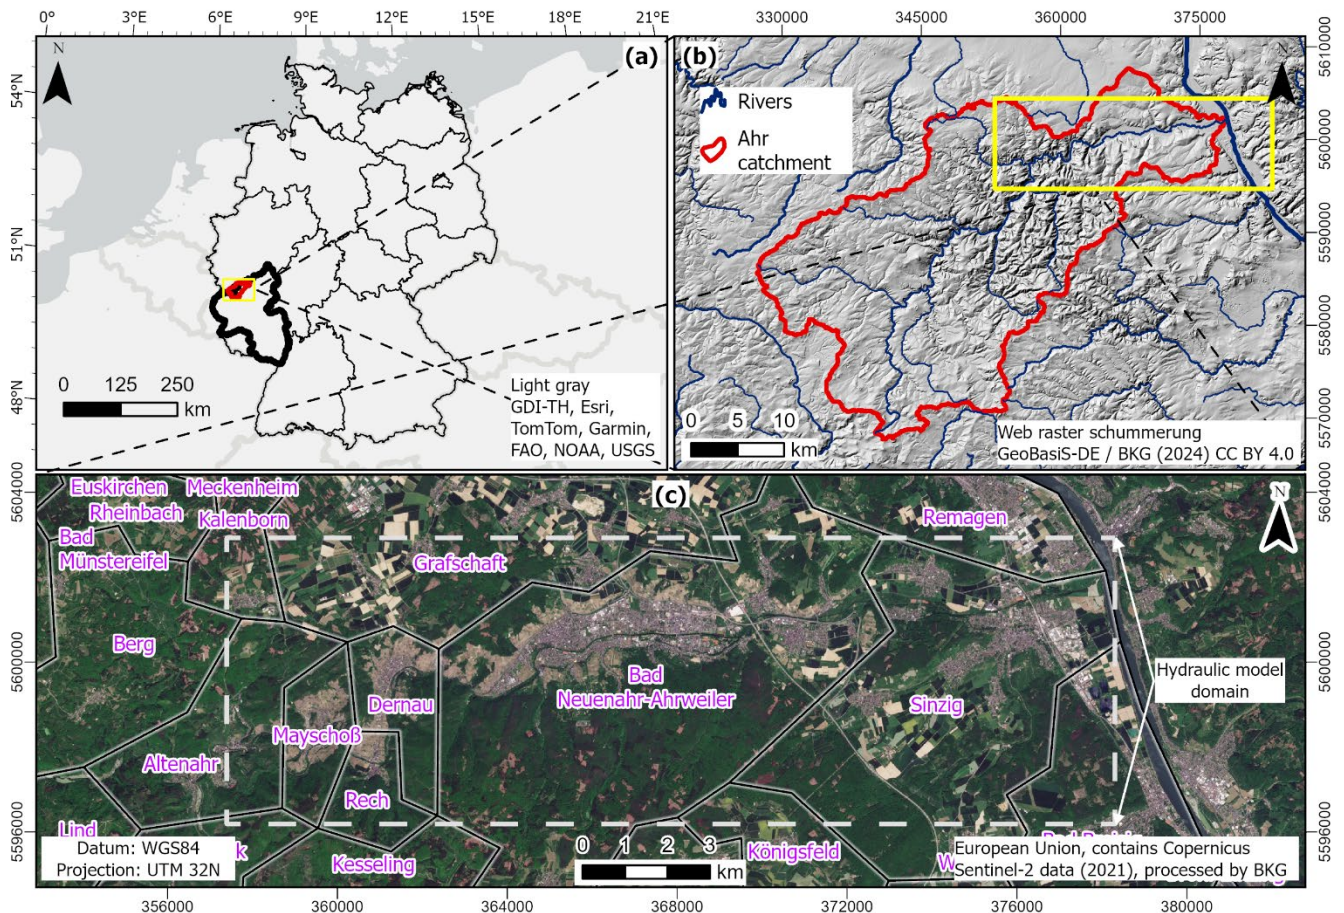 0° 3°E 6°E 9°E 12°E 15°E 18°E 21°E
330000 345000 360000 375000
N
(a)
54°N
51°N
48°N
0 125 250
km
Light gray
GDI-TH, Esri,
TomTom, Garmin,
FAO, NOAA, USGS
(b)
N
Rivers
Ahr
catchment
5610000
5600000
5590000
5580000
5570000
0 5 10
km
Web raster schummerung
GeoBasiS-DE / BKG (2024) CC BY 4.0
(c)
N
5604000
5600000
5596000
5604000
5600000
5596000
Euskirchen
Meckenheim
Rheinbach
Kalenborn
Bad
Münstereifel
Grafschaft
Remagen
Berg
Dernau
Bad
Neuenahr-Ahrweiler
Sinzig
Hydraulic model
domain
Mayschoß
Altenahr
Rech
Lind
Kesseling
Königsfeld
Datum: WGS84
Projection: UTM 32N
0 1 2 3
km
European Union, contains Copernicus
Sentinel-2 data (2021), processed by BKG
356000 360000 364000 368000 372000 376000 380000